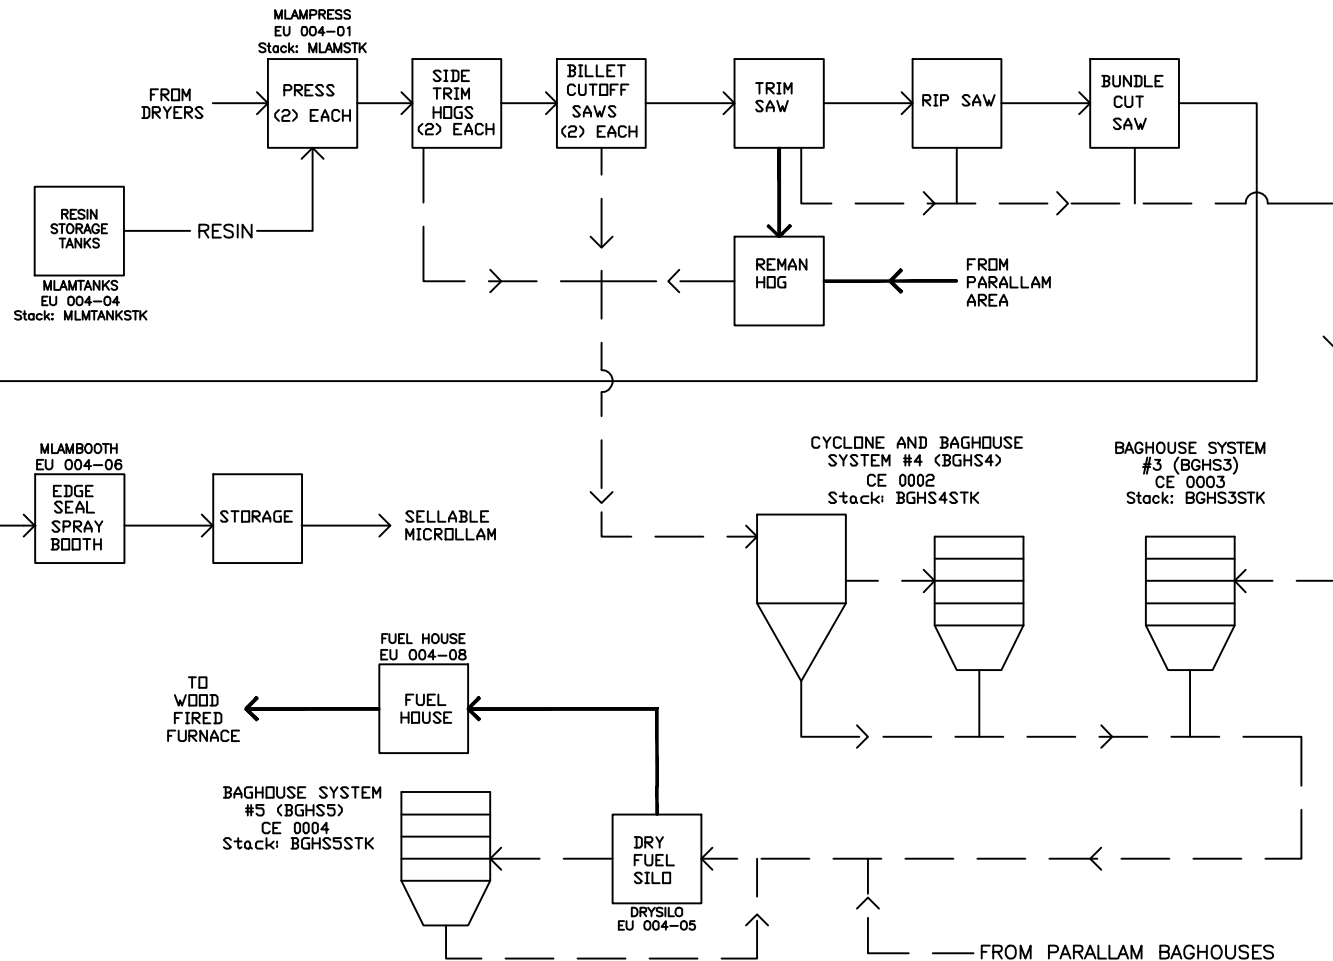 MLAMPRESS
EU 004-01
Stack: MLAMSTK
FROM
DRYERS
PRESS
(2) EACH
SIDE
TRIM
HOGS
(2) EACH
BILLET
CUTOFF
SAWS
(2) EACH
TRIM
SAW
RIP SAW
BUNDLE
CUT
SAW
RESIN
STORAGE
TANKS
RESIN
MLAMTANKS
EU 004-04
Stack: MLMTANKSTK
REMAN
HOG
FROM
PARALLAM
AREA
MLAMBOOTH
EU 004-06
EDGE
SEAL
SPRAY
BOOTH
STORAGE
SELLABLE
MICROLLAM
CYCLONE AND BAGHOUSE
SYSTEM #4 (BGHS4)
CE 0002
Stack: BGHS4STK
BAGHOUSE SYSTEM
#3 (BGHS3)
CE 0003
Stack: BGHS3STK
FUEL HOUSE
EU 004-08
FUEL
HOUSE
TO
WOOD
FIRED
FURNACE
BAGHOUSE SYSTEM
#5 (BGHS5)
CE 0004
Stack: BGHS5STK
DRY
FUEL
SILO
DRYSILO
EU 004-05
FROM PARALLAM BAGHOUSES